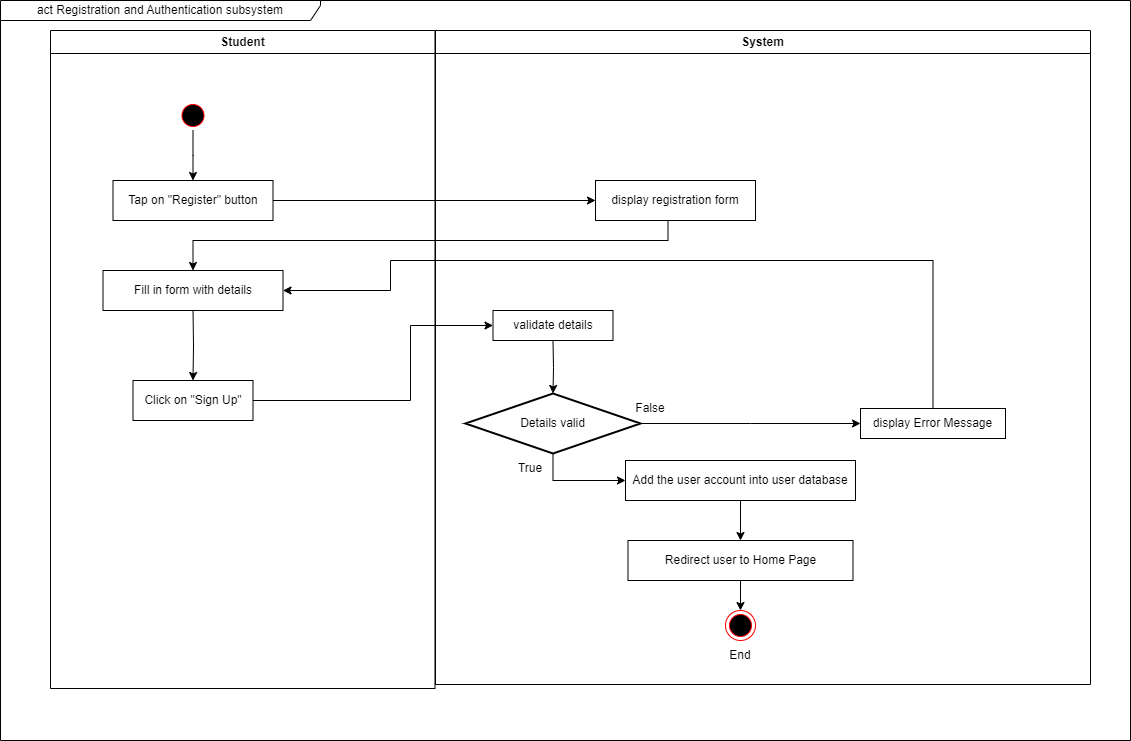 act Registration and Authentication subsystem
Student
System
Tap on "Register" button
display registration form
Fill in form with details
validate details
Click on "Sign Up"
Details valid
False
display Error Message
True
Add the user account into user database
Redirect user to Home Page
End